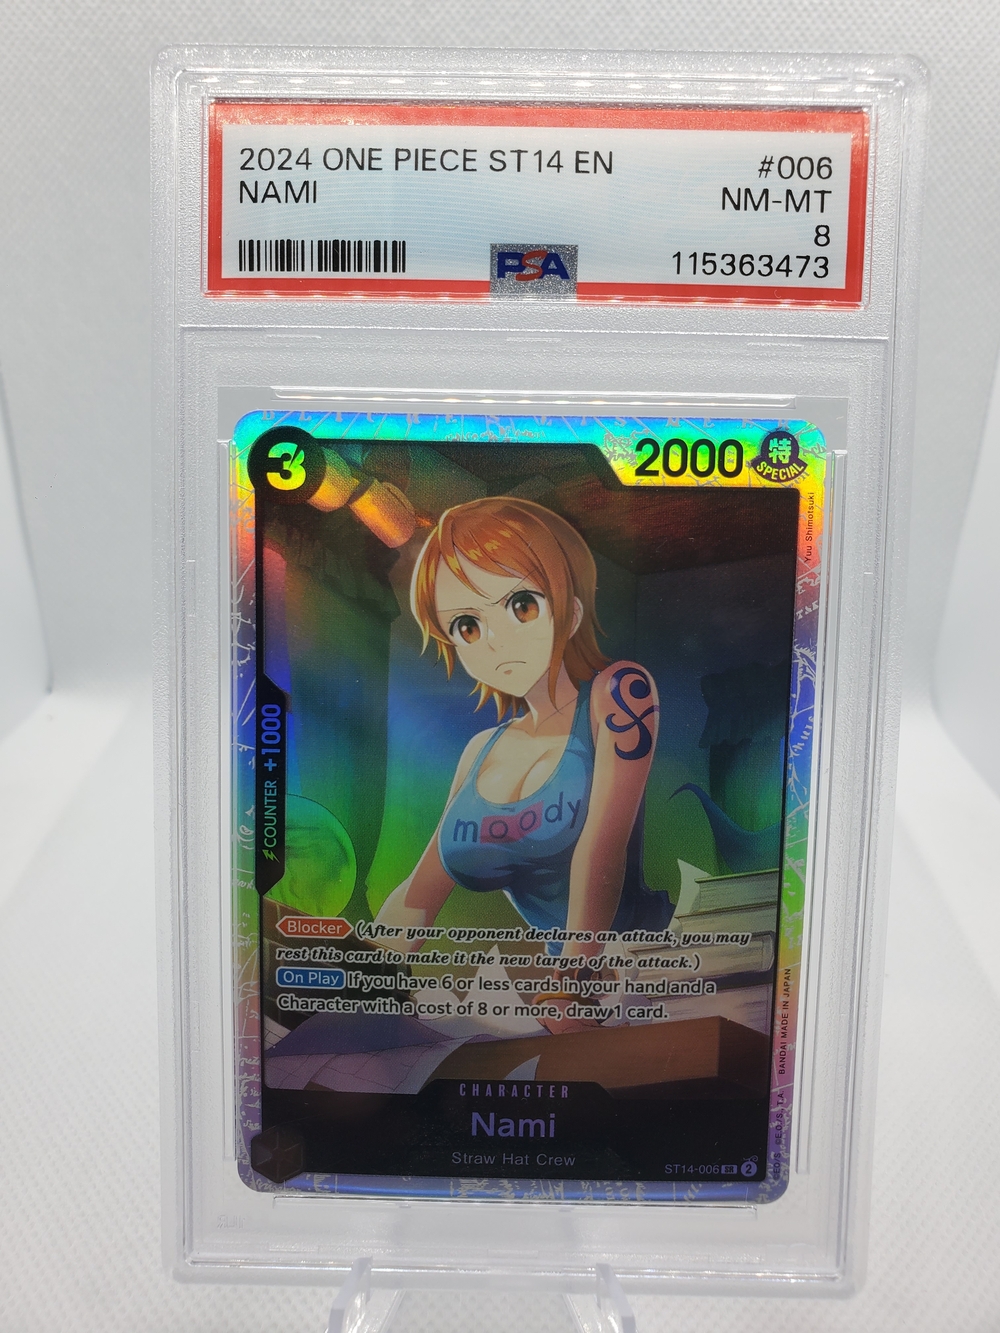 2024 ONE PIECE ST14 EN
#006
NAMI
NM-MT
8
PSA
115363473
3
2000
特
SPECIAL
Yuu Shimotsuki
COUNTER +1000
moody
Blocker (After your opponent declares an attack, you may
rest this card to make it the new target of the attack.)
On Play If you have 6 or less cards in your hand and a
Character with a cost of 8 or more, draw 1 card.
BANDAI MADE IN JAPAN
CHARACTER
Nami
Straw Hat Crew
ST14-006 SR 2